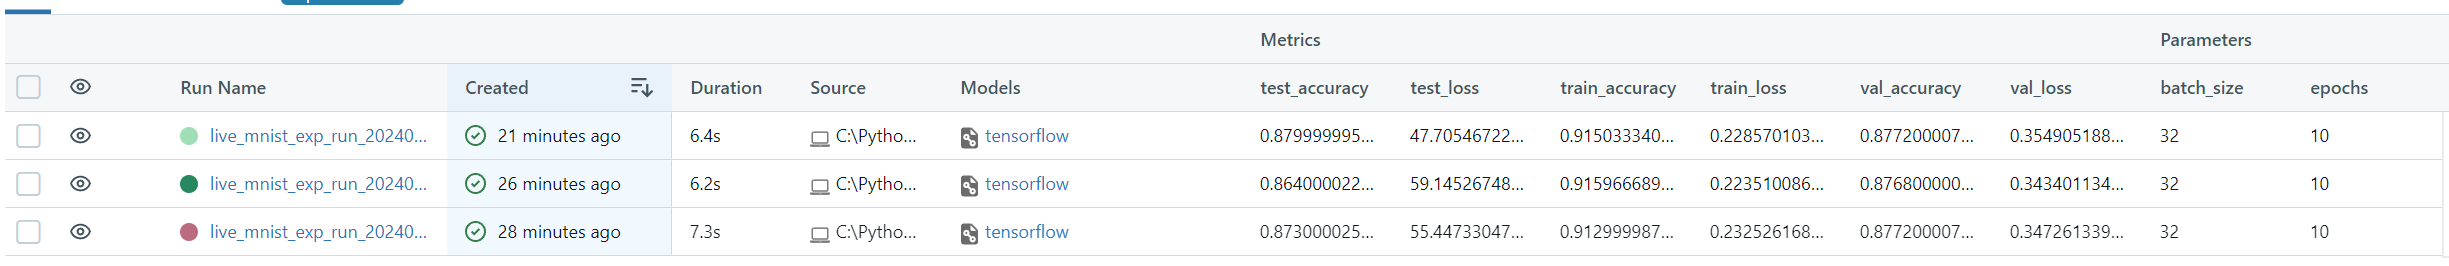 Metrics Parameters
Run Name Created Duration Source Models test_accuracy test_loss train_accuracy train_loss val_accuracy val_loss batch_size epochs
live_mnist_exp_run_20240... 21 minutes ago 6.4s C:\Pytho... tensorflow 0.879999995... 47.70546722... 0.915033340... 0.228570103... 0.877200007... 0.354905188... 32 10
live_mnist_exp_run_20240... 26 minutes ago 6.2s C:\Pytho... tensorflow 0.864000022... 59.14526748... 0.915966689... 0.223510086... 0.876800000... 0.343401134... 32 10
live_mnist_exp_run_20240... 28 minutes ago 7.3s C:\Pytho... tensorflow 0.873000025... 55.44733047... 0.912999987... 0.232526168... 0.877200007... 0.347261339... 32 10